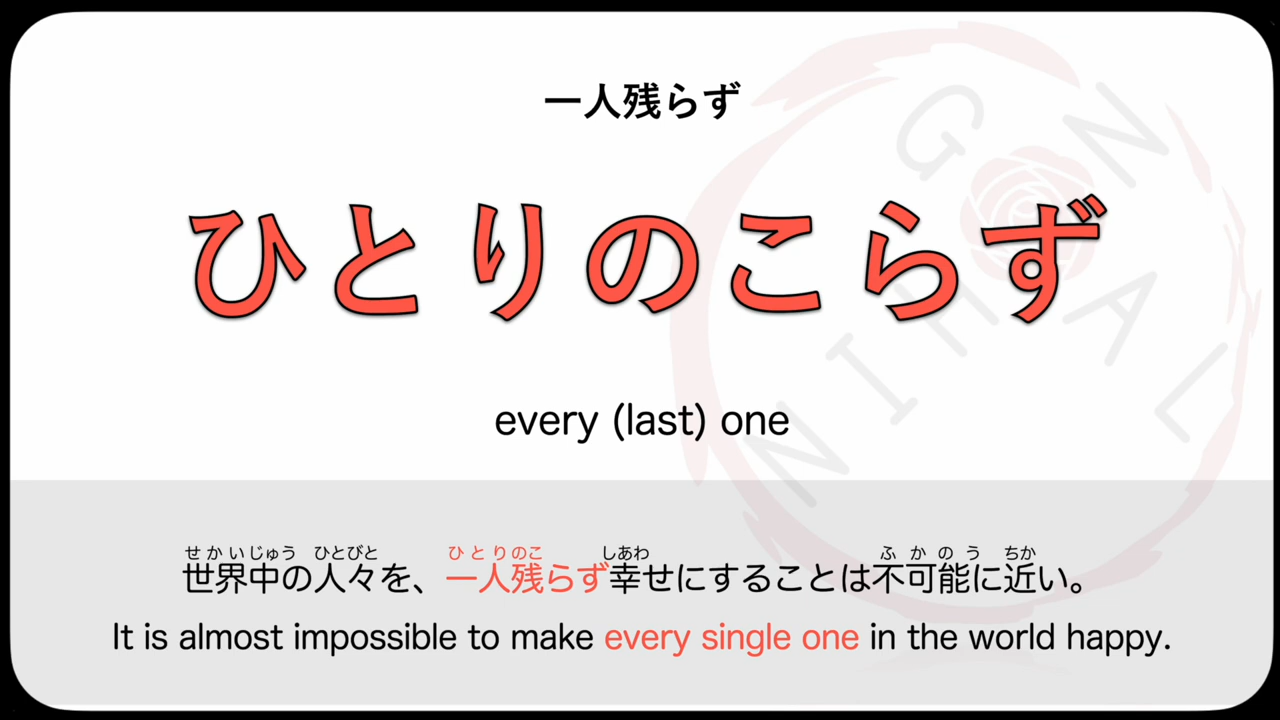 一人残らず
ひとりのこらず
every (last) one
せかいじゅう ひとびと ひとりのこ しあわ ふかのう ちか
世界中の人々を、一人残らず幸せにすることは不可能に近い。
It is almost impossible to make every single one in the world happy.
NIHON GAL